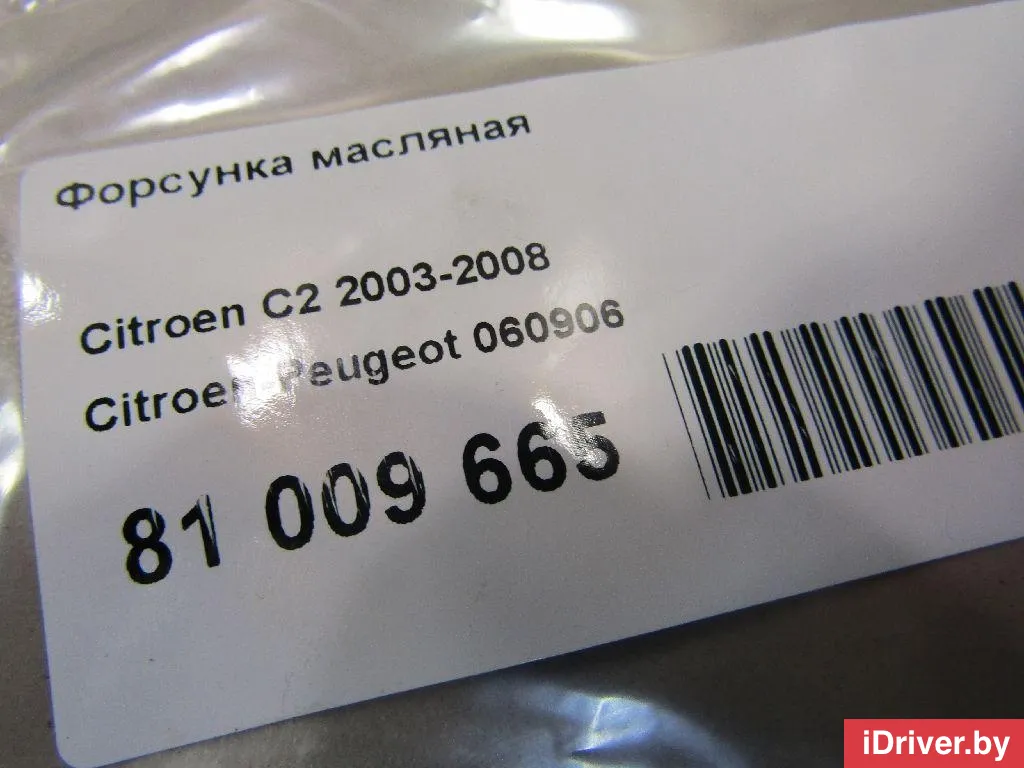 Форсунка масляная
Citroen C2 2003-2008
Citroen-Peugeot 060906
81 009 665
iDriver.by